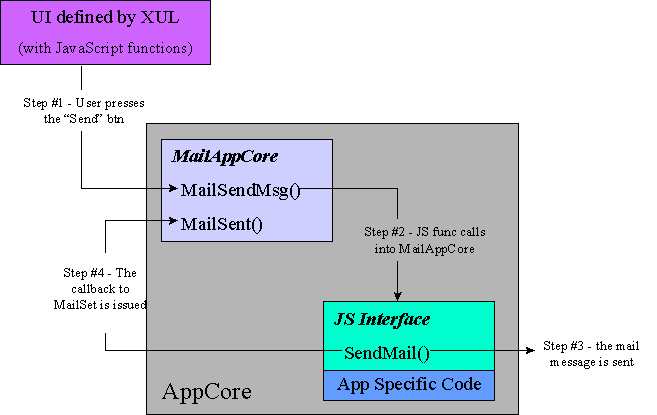 UI defined by XUL
(with JavaScript functions)
Step #1 - User presses
the “Send” btn
MailAppCore
MailSendMsg()
MailSent()
Step #2 - JS func calls
into MailAppCore
Step #4 - The
callback to
MailSet is issued
JS Interface
SendMail()
Step #3 - the mail
message is sent
App Specific Code
AppCore